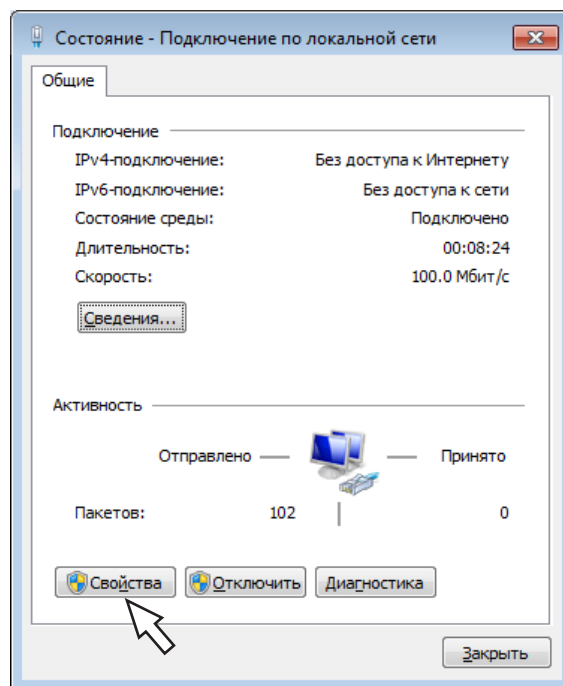 Состояние - Подключение по локальной сети
Общие
Подключение
IPv4-подключение: Без доступа к Интернету
IPv6-подключение: Без доступа к сети
Состояние среды: Подключено
Длительность: 00:08:24
Скорость: 100.0 Мбит/с
Сведения...
Активность
Отправлено — Принято
Пакетов: 102 0
Свойства Отключить Диагностика
Закрыть